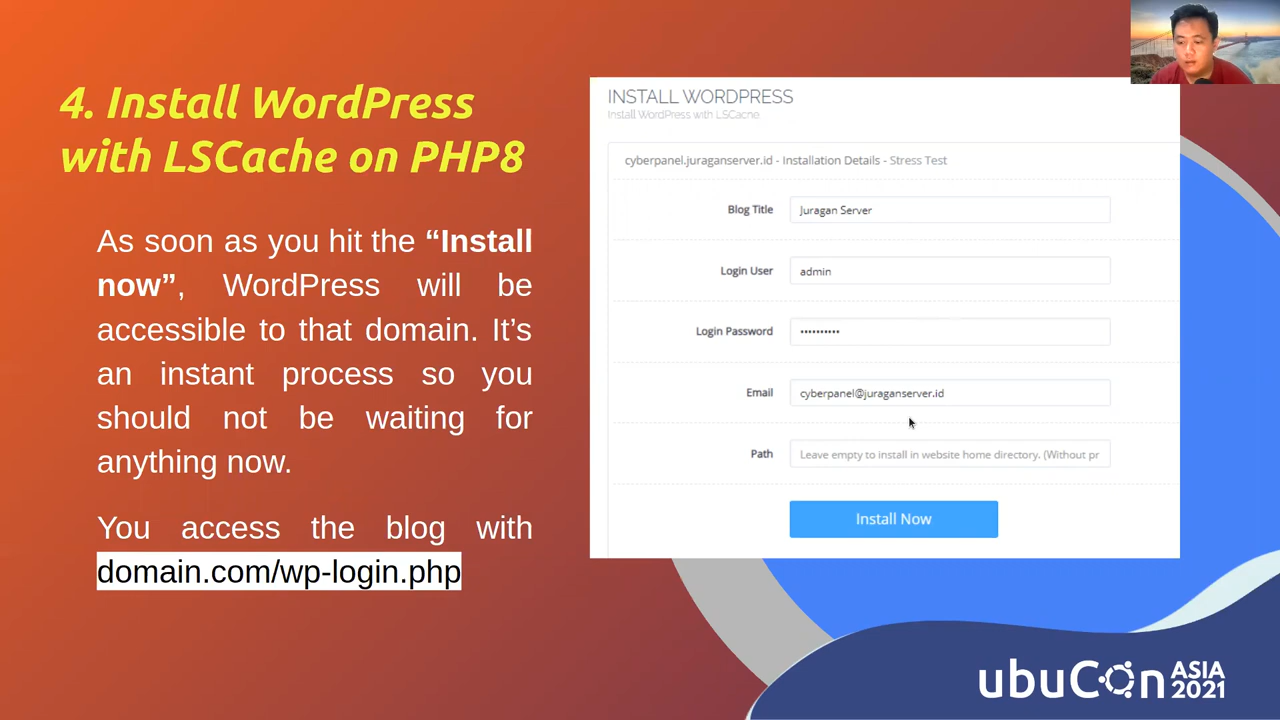 4. Install WordPress
with LSCache on PHP8
As soon as you hit the “Install
now”, WordPress will be
accessible to that domain. It’s
an instant process so you
should not be waiting for
anything now.
You access the blog with
domain.com/wp-login.php
INSTALL WORDPRESS
Install WordPress with LSCache.
cyberpanel.juraganserver.id - Installation Details - Stress Test
Blog Title
Juragan Server
Login User
admin
Login Password
••••••••••
Email
cyberpanel@juraganserver.id
Path
Leave empty to install in website home directory. (Without pr
Install Now
ubuCon ASIA
2021